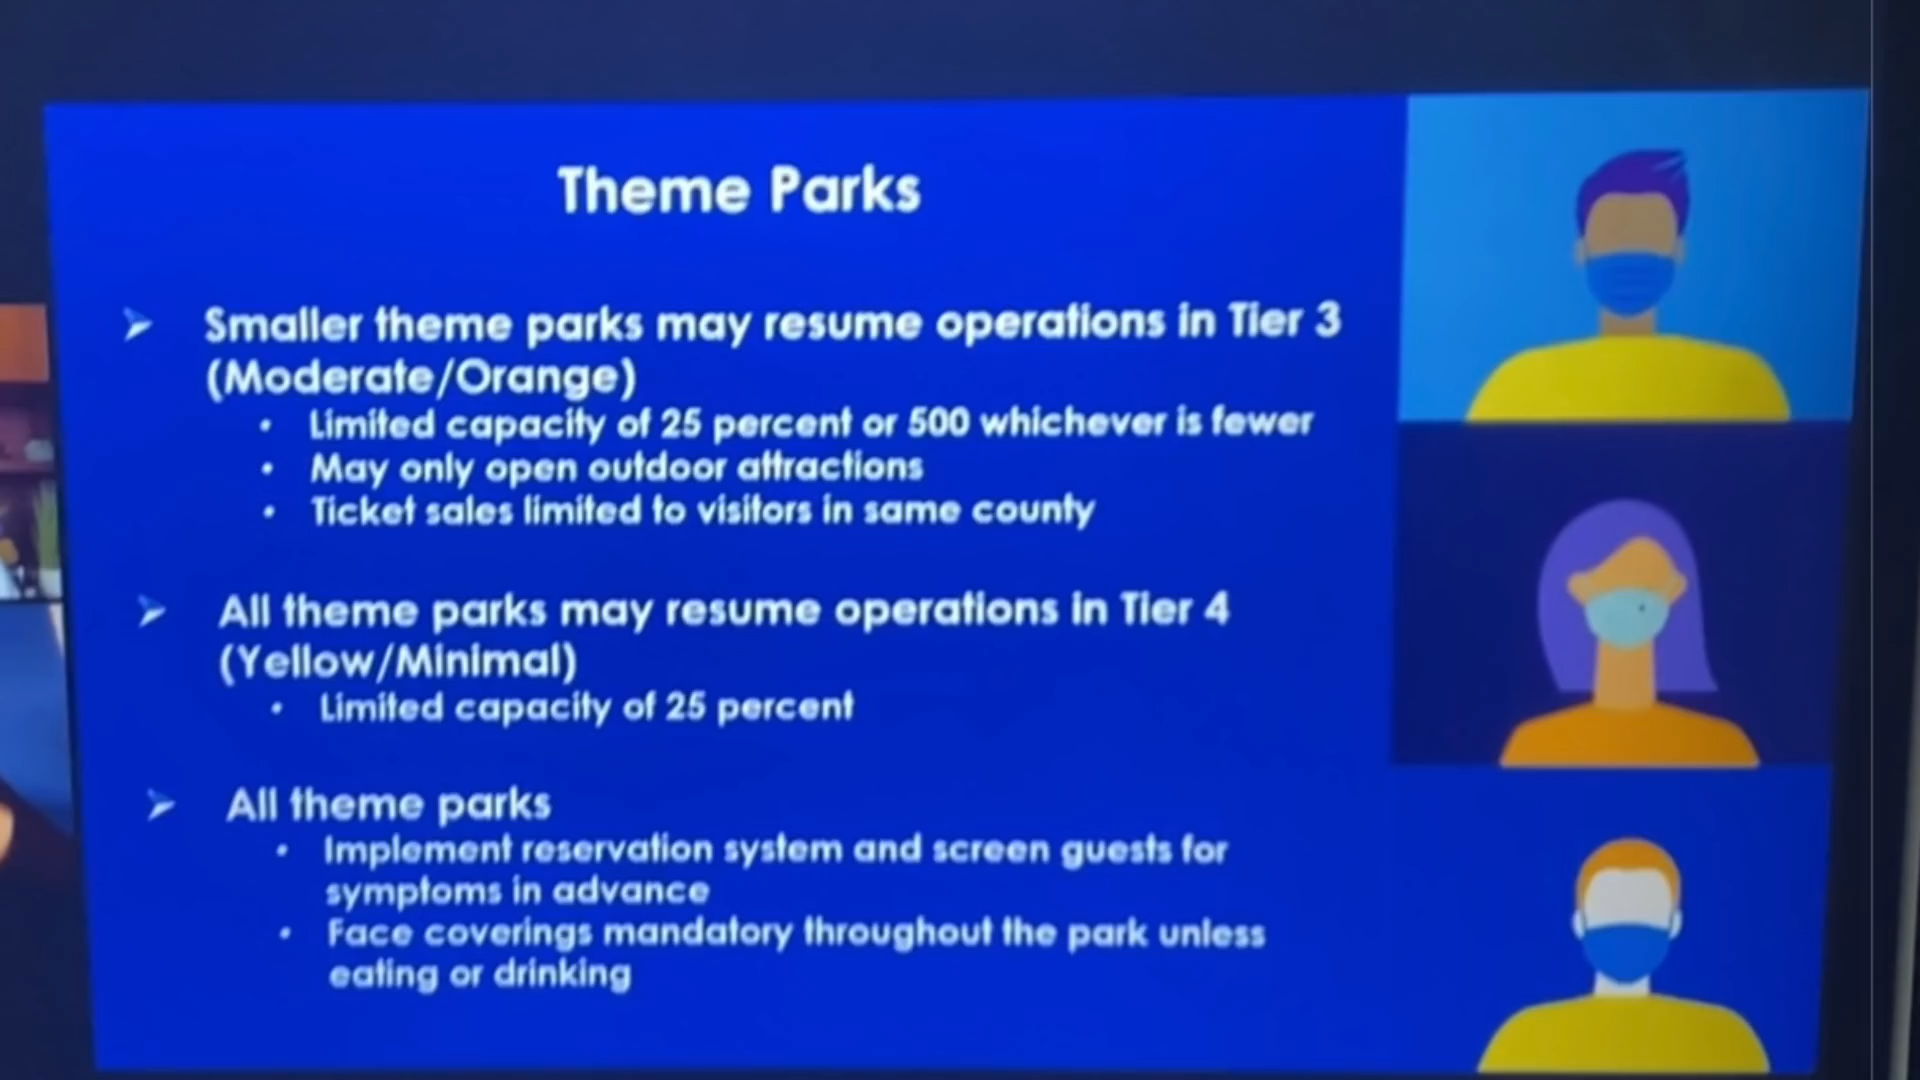 Theme Parks
Smaller theme parks may resume operations in Tier 3
(Moderate/Orange)
Limited capacity of 25 percent or 500 whichever is fewer
May only open outdoor attractions
Ticket sales limited to visitors in same county
All theme parks may resume operations in Tier 4
(Yellow/Minimal)
Limited capacity of 25 percent
All theme parks
Implement reservation system and screen guests for
symptoms in advance
Face coverings mandatory throughout the park unless
eating or drinking